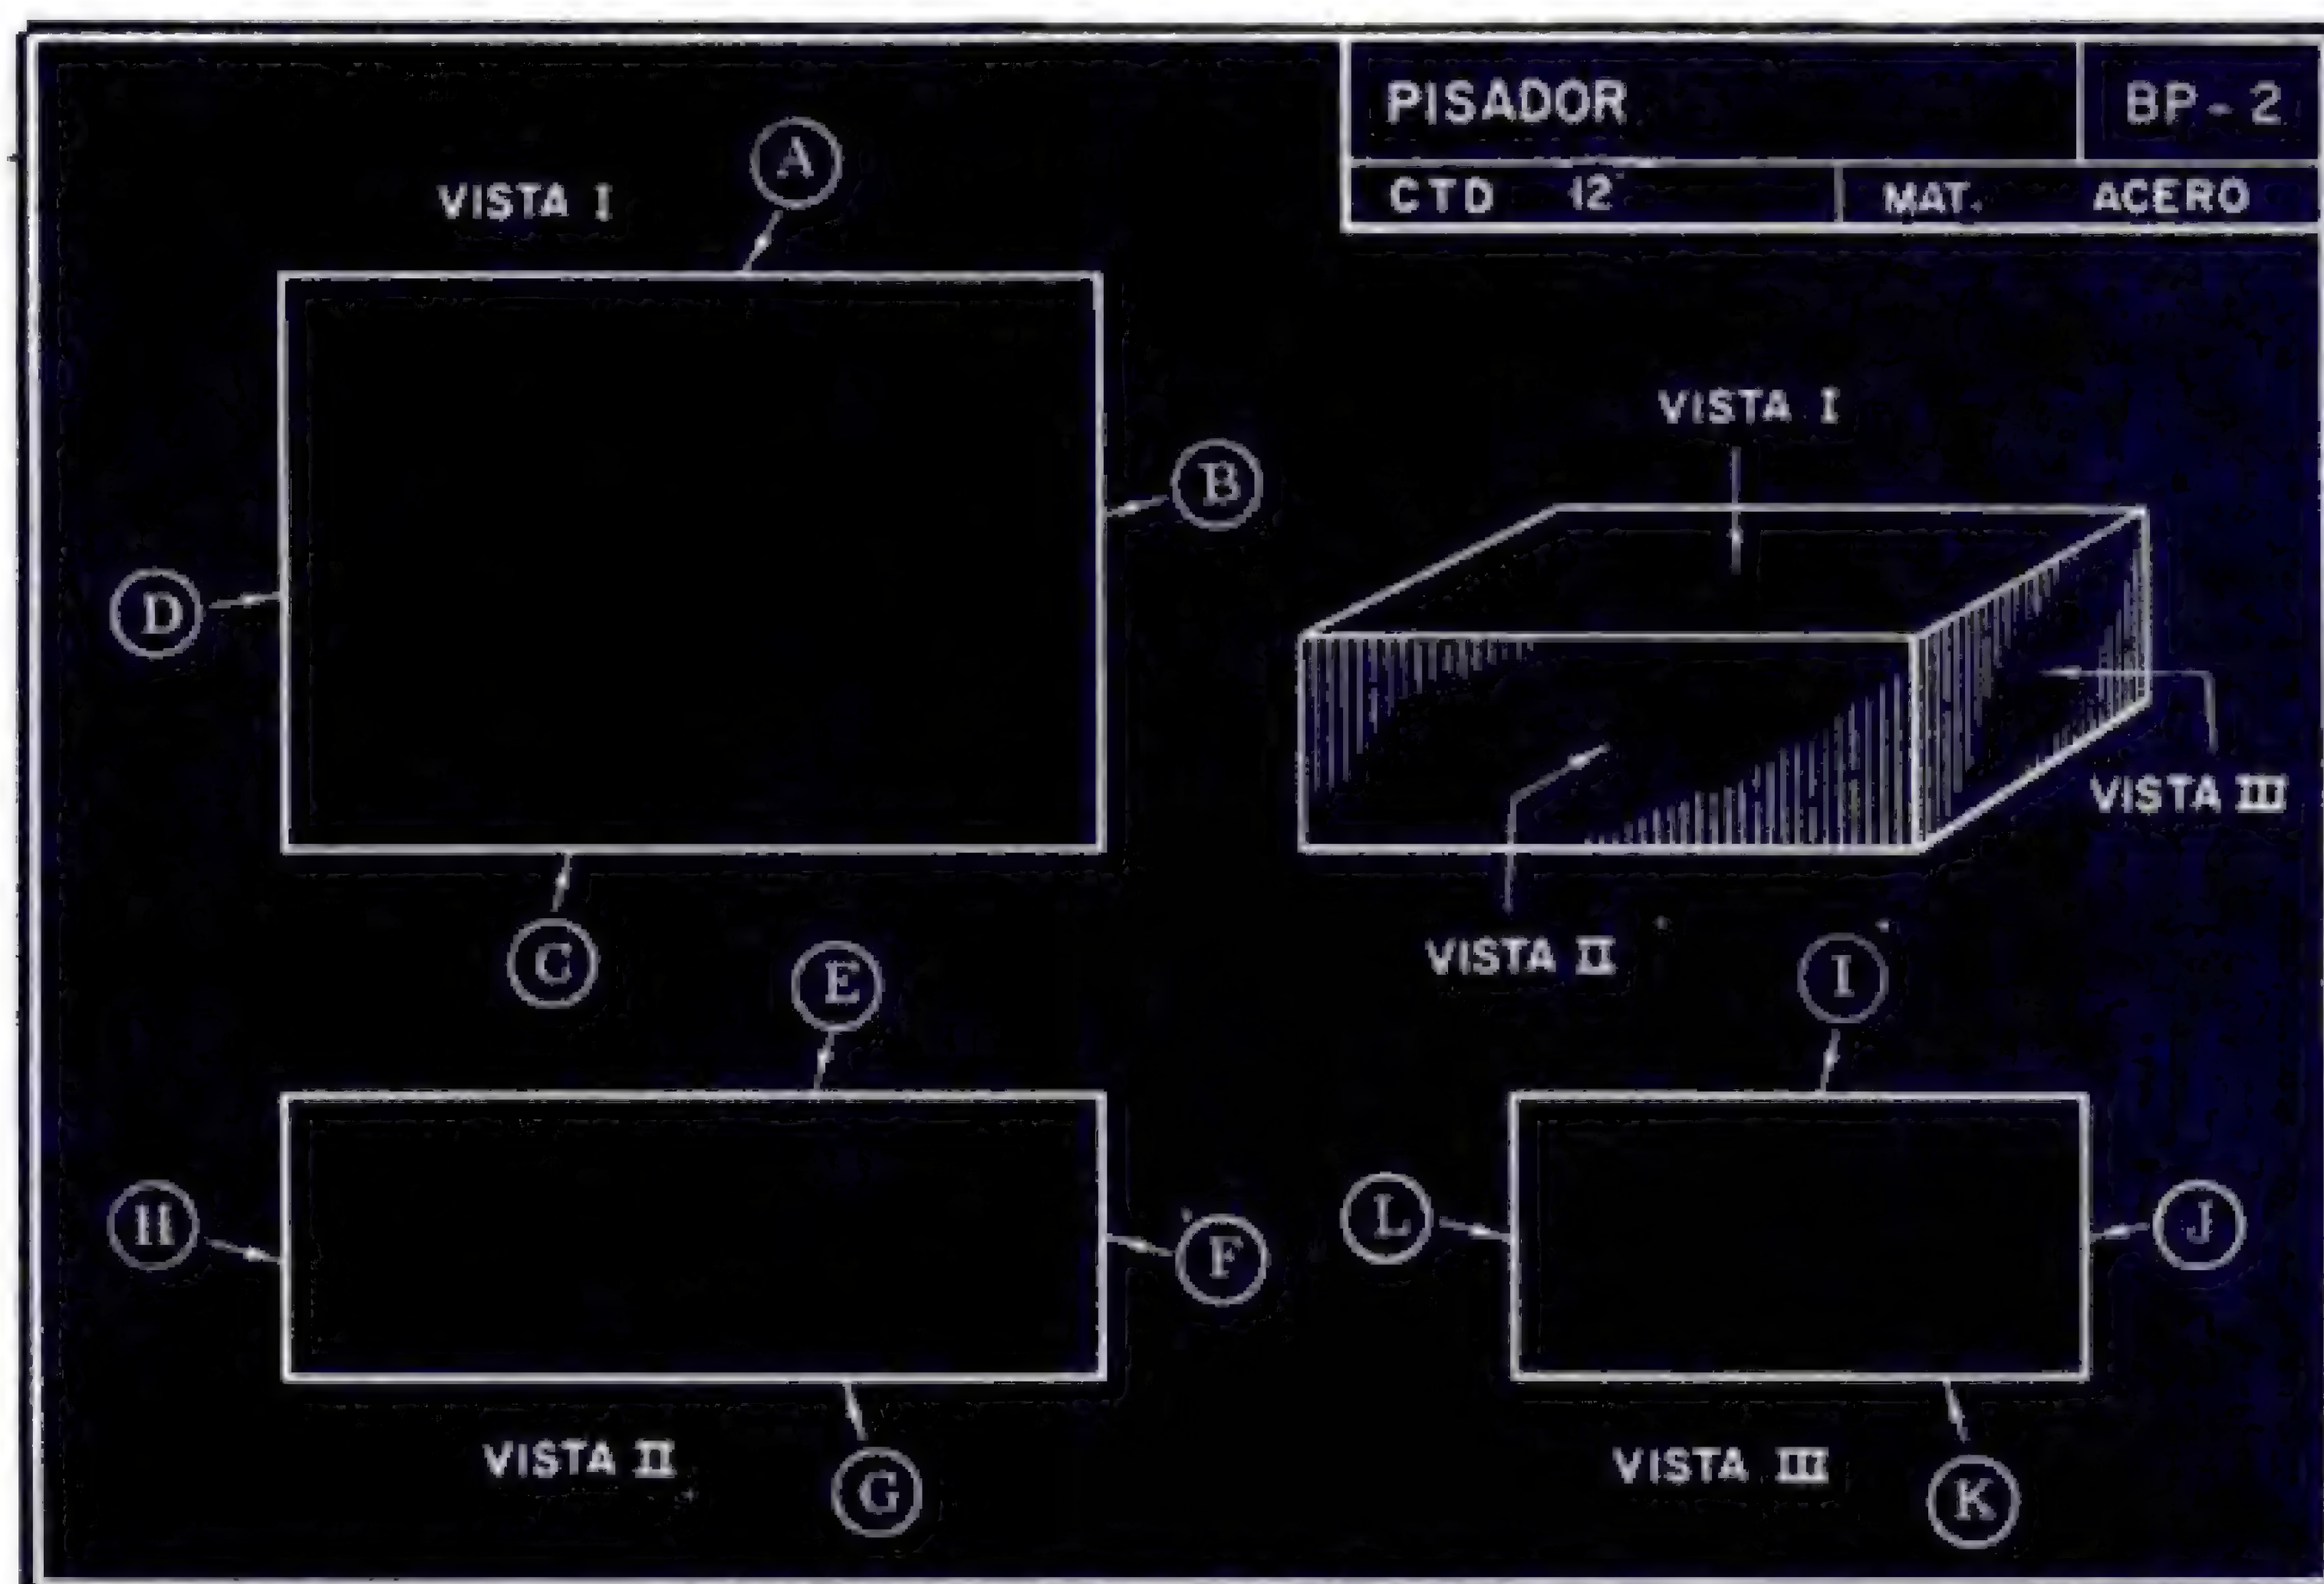 PISADOR BP-2
CTD 12 MAT. ACERO
VISTA I
A
B
D
C
VISTA I
VISTA III
VISTA II
E
H
F
G
VISTA II
I
L
J
K
VISTA III